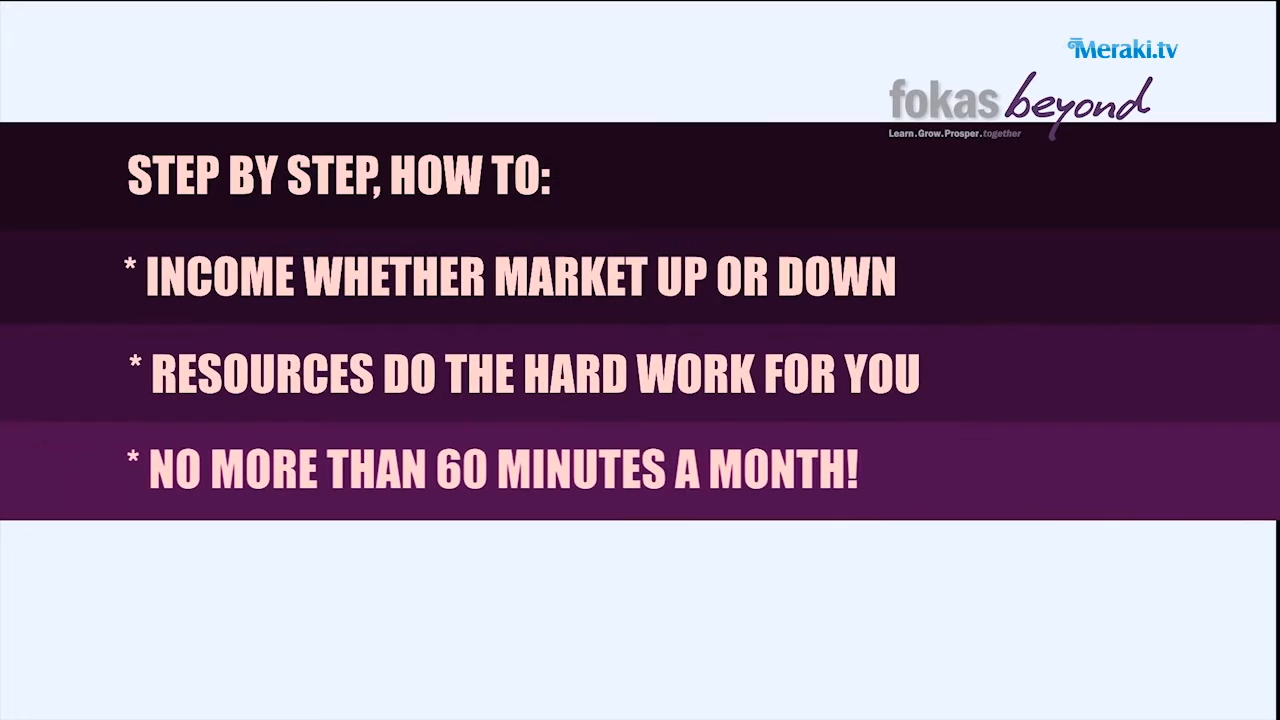 Meraki.tv
fokas beyond
Learn.Grow.Prosper.together
STEP BY STEP, HOW TO:
* INCOME WHETHER MARKET UP OR DOWN
* RESOURCES DO THE HARD WORK FOR YOU
* NO MORE THAN 60 MINUTES A MONTH!